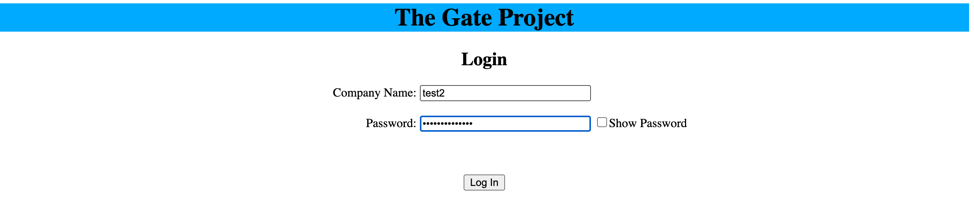 The Gate Project
Login
Company Name: test2
Password: ••••••••••••••• Show Password
Log In